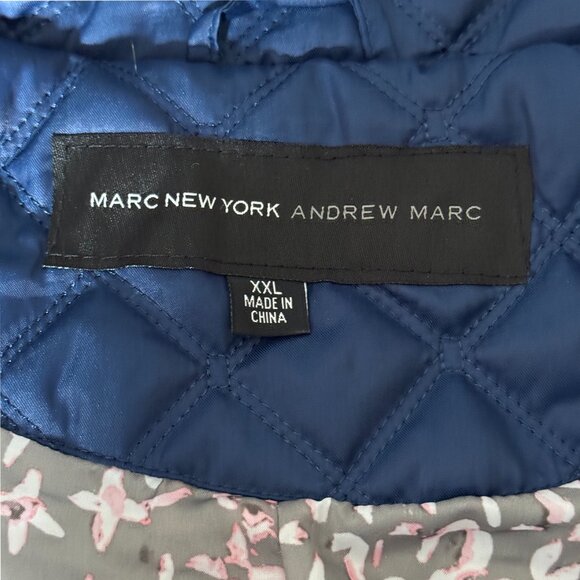 MARC NEW YORK ANDREW MARC
XXL
MADE IN
CHINA